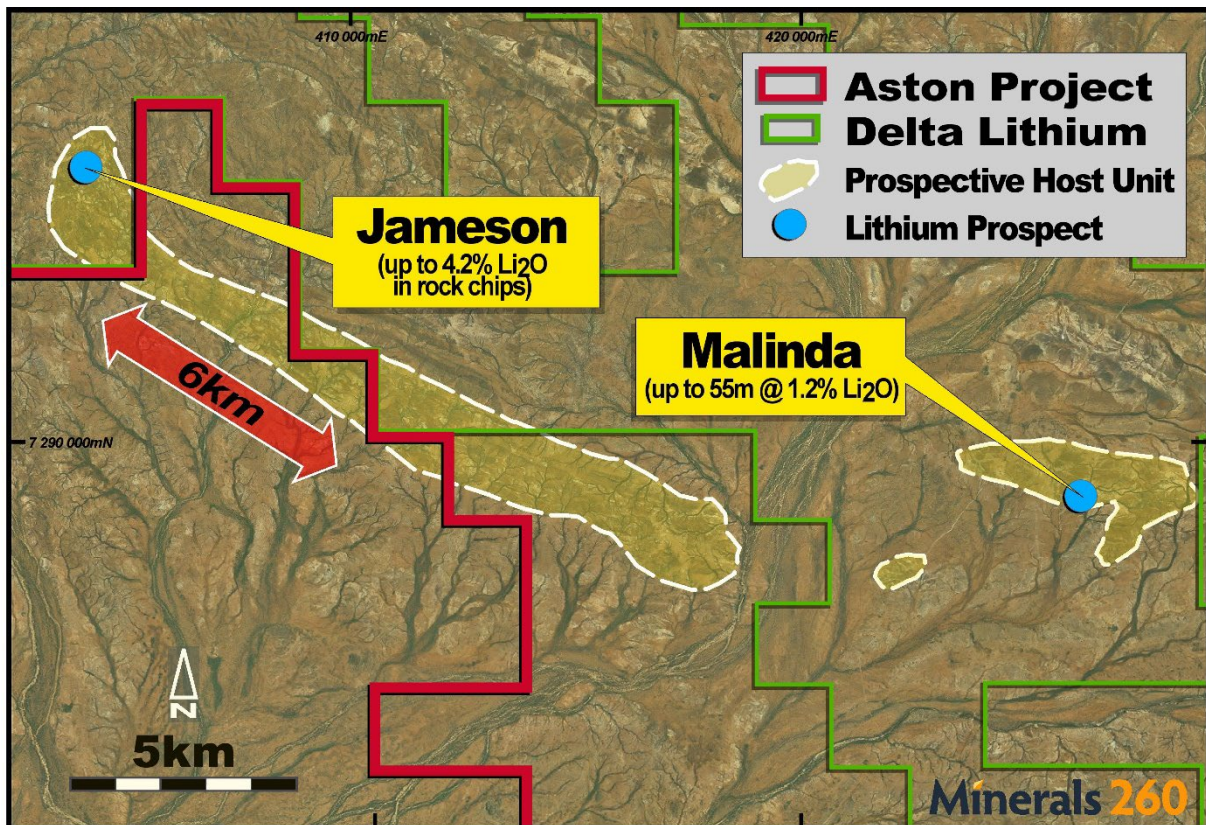 410 000mE
420 000mE
Aston Project
Delta Lithium
Prospective Host Unit
Lithium Prospect
Jameson
(up to 4.2% Li2O
in rock chips)
Malinda
(up to 55m @ 1.2% Li2O)
6km
7 290 000mN
N
5km
Minerals 260